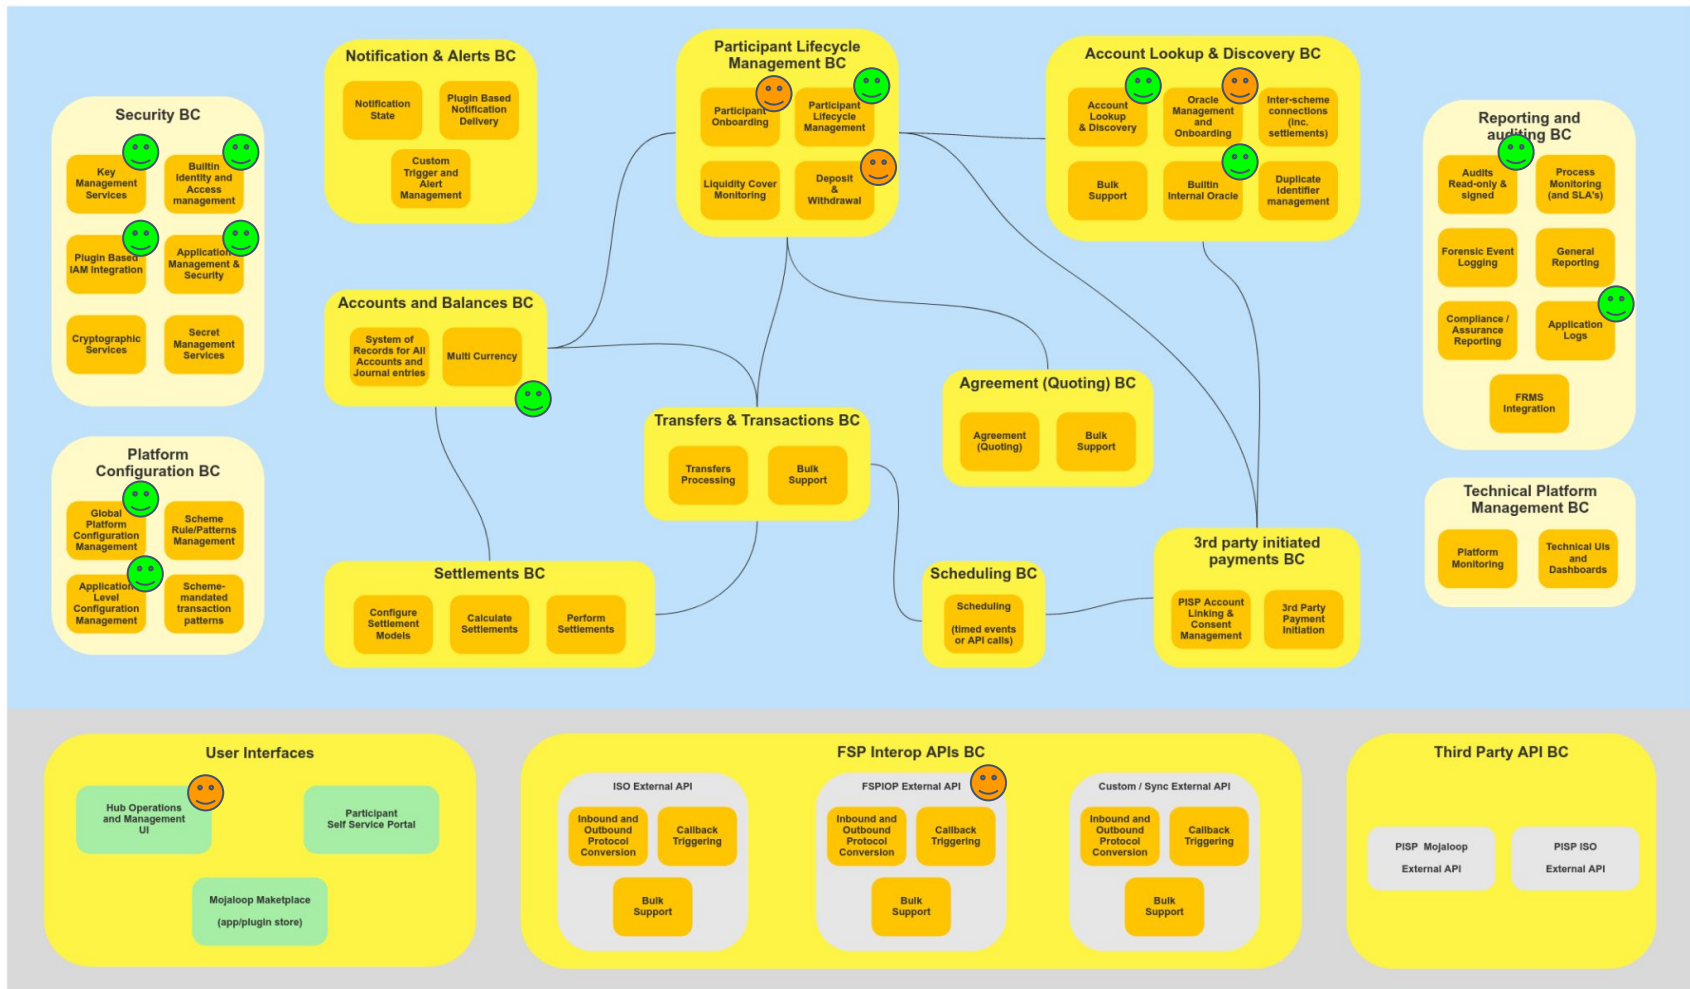 Security BC
Key
Management
Services
Builtin
Identity and
Access
management
Plugin Based
IAM Integration
Application
Management &
Security
Cryptographic
Services
Secret
Management
Services
Platform
Configuration BC
Global
Platform
Configuration
Management
Scheme
Rule/Patterns
Management
Application
Level
Configuration
Management
Scheme-
mandated
transaction
patterns
Notification & Alerts BC
Notification
State
Plugin Based
Notification
Delivery
Custom
Trigger and
Alert
Management
Accounts and Balances BC
System of
Records for All
Accounts and
Journal entries
Multi Currency
Settlements BC
Configure
Settlement
Models
Calculate
Settlements
Perform
Settlements
Participant Lifecycle
Management BC
Participant
Onboarding
Participant
Lifecycle
Management
Liquidity Cover
Monitoring
Deposit
&
Withdrawal
Transfers & Transactions BC
Transfers
Processing
Bulk
Support
Account Lookup & Discovery BC
Account
Lookup
& Discovery
Oracle
Management
and
Onboarding
Inter-scheme
connections
(Inc.
settlements)
Bulk
Support
Builtin
Internal Oracle
Duplicate
identifier
management
Agreement (Quoting) BC
Agreement
(Quoting)
Bulk
Support
Scheduling BC
Scheduling
(timed events
or API calls)
3rd party initiated
payments BC
PISP Account
Linking &
Consent
Management
3rd Party
Payment
Initiation
Reporting and
auditing BC
Audits
Read-only &
signed
Process
Monitoring
(and SLA's)
Forensic Event
Logging
General
Reporting
Compliance /
Assurance
Reporting
Application
Logs
FRMS
Integration
Technical Platform
Management BC
Platform
Monitoring
Technical UIs
and
Dashboards
User Interfaces
Hub Operations
and Management
UI
Participant
Self Service Portal
Mojaloop Maketplace
(app/plugin store)
FSP Interop APIs BC
ISO External API
Inbound and
Outbound
Protocol
Conversion
Callback
Triggering
Bulk
Support
FSPIOP External API
Inbound and
Outbound
Protocol
Conversion
Callback
Triggering
Bulk
Support
Custom / Sync External API
Inbound and
Outbound
Protocol
Conversion
Callback
Triggering
Bulk
Support
Third Party API BC
PISP Mojaloop
External API
PISP ISO
External API